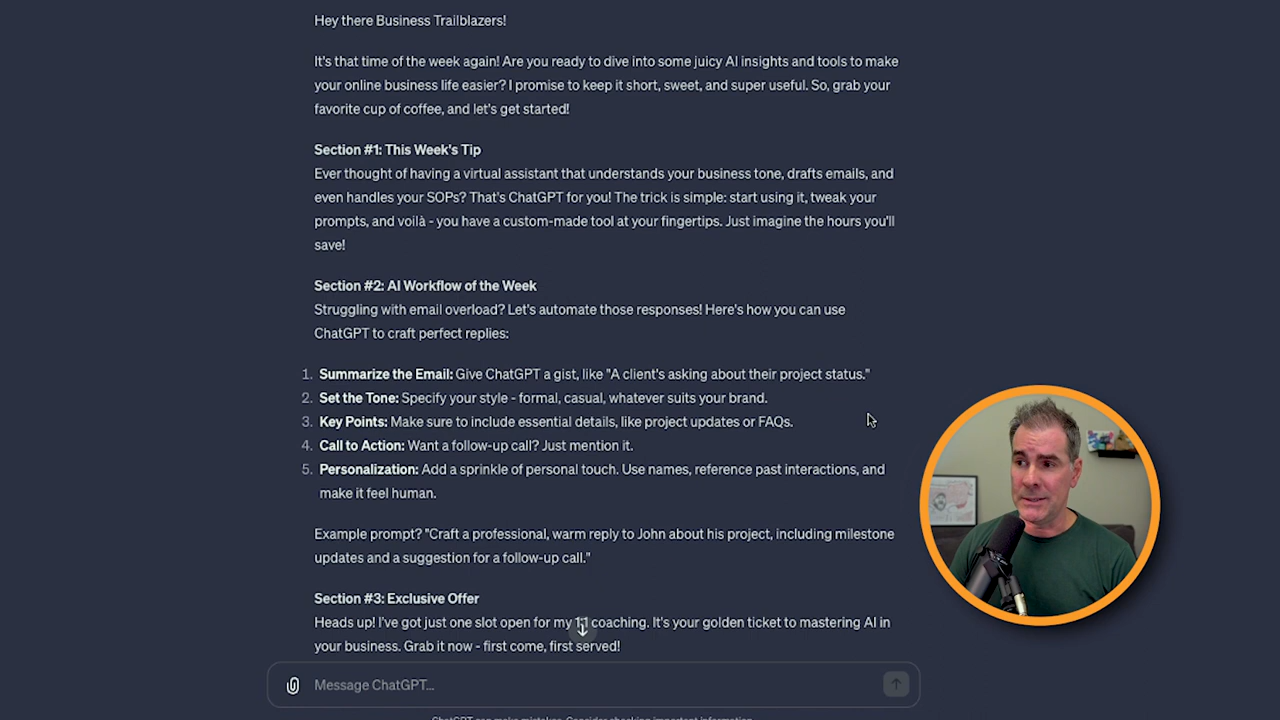 Hey there Business Trailblazers!
It's that time of the week again! Are you ready to dive into some juicy AI insights and tools to make
your online business life easier? I promise to keep it short, sweet, and super useful. So, grab your
favorite cup of coffee, and let's get started!
Section #1: This Week's Tip
Ever thought of having a virtual assistant that understands your business tone, drafts emails, and
even handles your SOPs? That's ChatGPT for you! The trick is simple: start using it, tweak your
prompts, and voilà - you have a custom-made tool at your fingertips. Just imagine the hours you'll
save!
Section #2: AI Workflow of the Week
Struggling with email overload? Let's automate those responses! Here's how you can use
ChatGPT to craft perfect replies:
1. Summarize the Email: Give ChatGPT a gist, like "A client's asking about their project status."
2. Set the Tone: Specify your style - formal, casual, whatever suits your brand.
3. Key Points: Make sure to include essential details, like project updates or FAQs.
4. Call to Action: Want a follow-up call? Just mention it.
5. Personalization: Add a sprinkle of personal touch. Use names, reference past interactions, and
make it feel human.
Example prompt? "Craft a professional, warm reply to John about his project, including milestone
updates and a suggestion for a follow-up call."
Section #3: Exclusive Offer
Heads up! I've got just one slot open for my 1:1 coaching. It's your golden ticket to mastering AI in
your business. Grab it now - first come, first served!
Message ChatGPT...
ChatGPT can make mistakes. Consider checking important information.